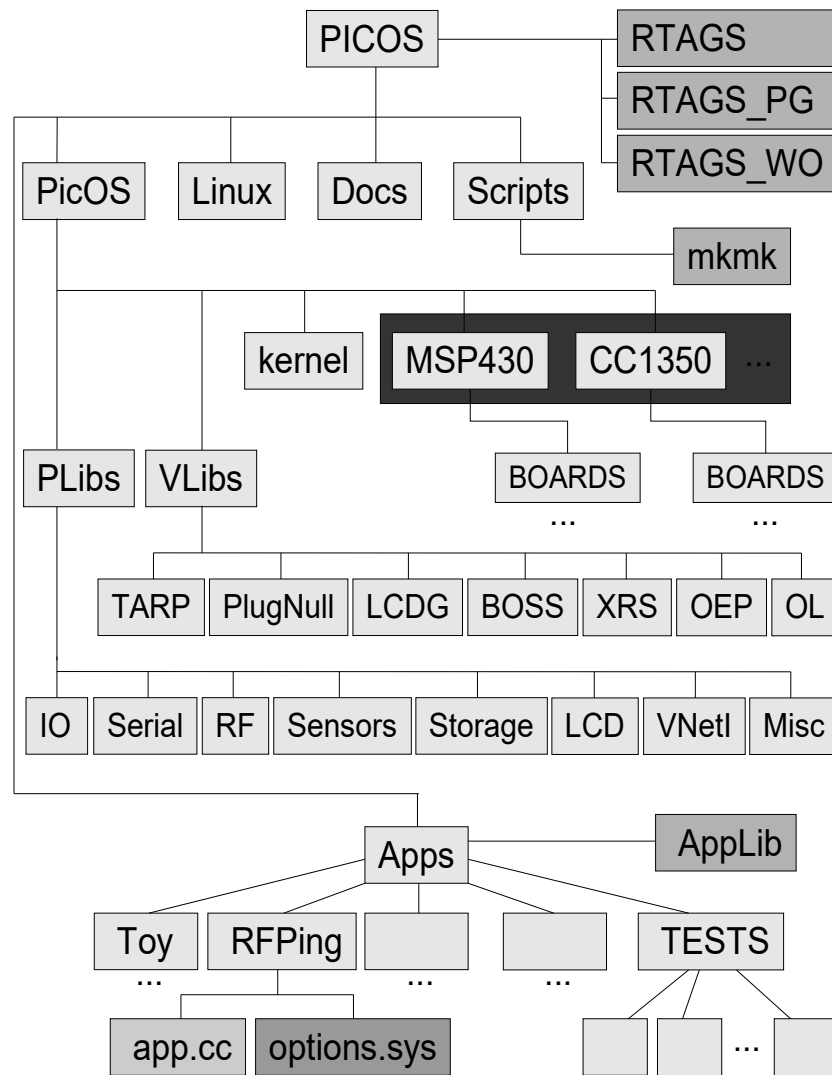 PICOS
RTAGS
RTAGS_PG
RTAGS_WO
PicOS
Linux
Docs
Scripts
mkmk
kernel
MSP430
CC1350
...
PLibs
VLibs
BOARDS
BOARDS
...
...
TARP
PlugNull
LCDG
BOSS
XRS
OEP
OL
IO
Serial
RF
Sensors
Storage
LCD
VNetI
Misc
Apps
AppLib
Toy
RFPing
TESTS
...
...
...
app.cc
options.sys
...